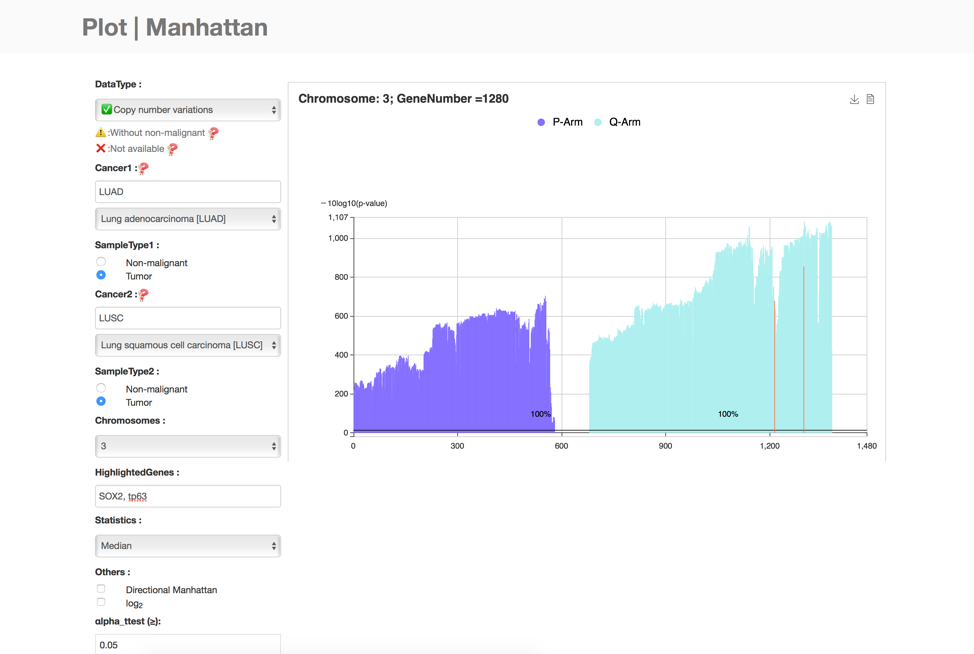 Plot | Manhattan
DataType :
✅Copy number variations
⚠️:Without non-malignant ❓
❌:Not available ❓
Cancer1 :❓
LUAD
Lung adenocarcinoma [LUAD]
SampleType1 :
Non-malignant
Tumor
Cancer2 :❓
LUSC
Lung squamous cell carcinoma [LUSC]
SampleType2 :
Non-malignant
Tumor
Chromosomes :
3
HighlightedGenes :
SOX2, tp63
Statistics :
Median
Others :
Directional Manhattan
log₂
alpha_ttest (≥):
0.05
Chromosome: 3; GeneNumber =1280
P-Arm Q-Arm
−10log10(p-value)
1,107
1,000
800
600
400
200
0
100% 100%
0 300 600 900 1,200 1,480